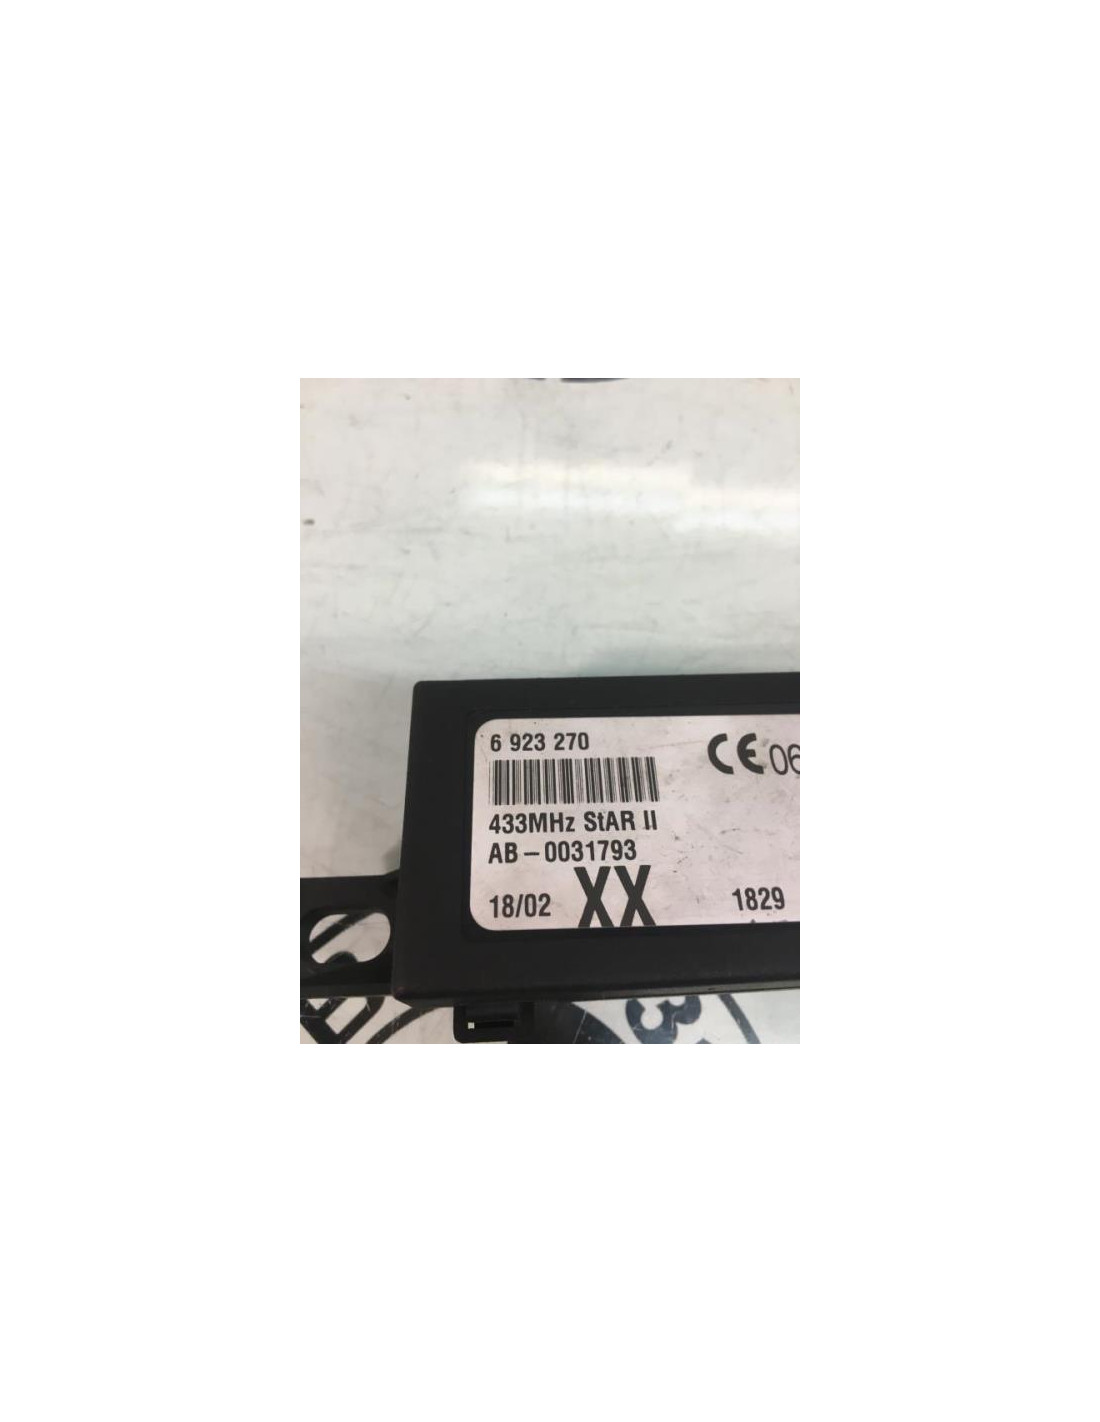 6 923 270
CE 06
433MHz StAR II
AB-0031793
18/02 XX 1829